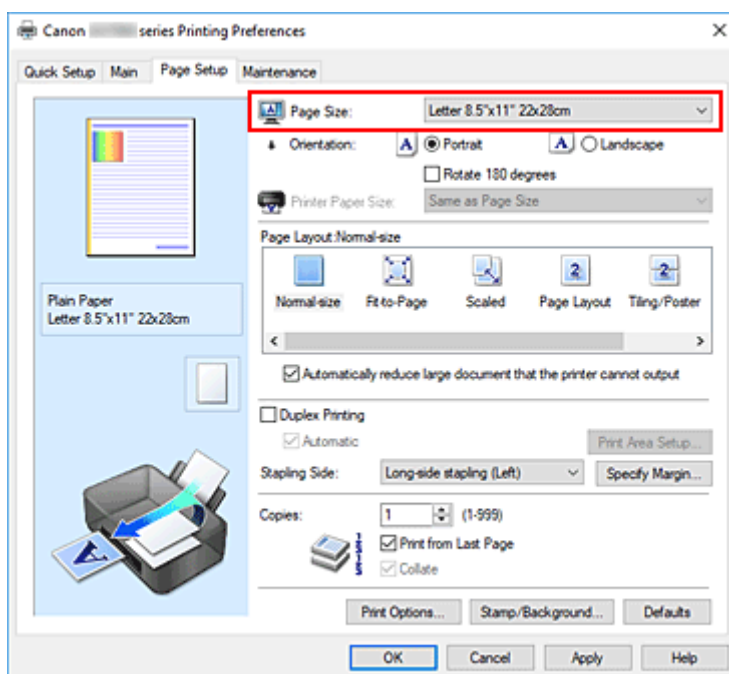 Canon series Printing Preferences
Quick Setup Main Page Setup Maintenance
Page Size: Letter 8.5"x11" 22x28cm
Orientation: A Portrait A Landscape
Rotate 180 degrees
Printer Paper Size: Same as Page Size
Page Layout:Normal-size
Normal-size Fit-to-Page Scaled Page Layout Tiling/Poster
Plain Paper
Letter 8.5"x11" 22x28cm
Automatically reduce large document that the printer cannot output
Duplex Printing
Automatic Print Area Setup...
Stapling Side: Long-side stapling (Left) Specify Margin...
Copies: 1 (1-999)
Print from Last Page
Collate
Print Options... Stamp/Background... Defaults
OK Cancel Apply Help